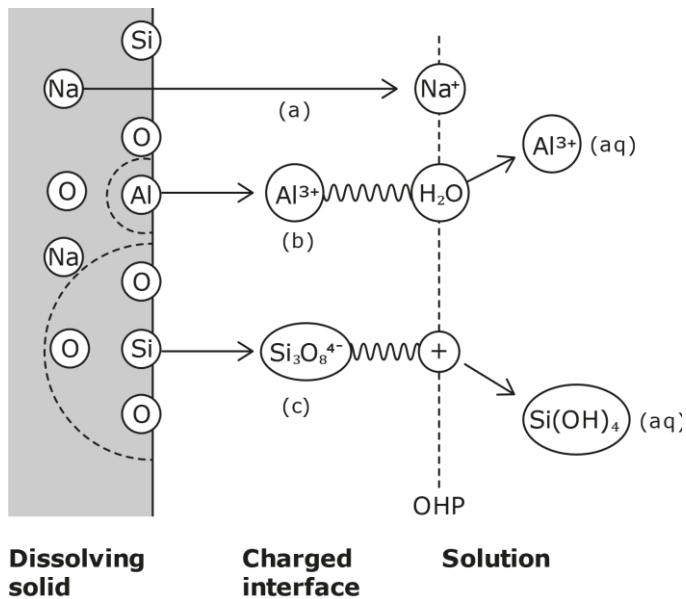 Si
Na
Na⁺
(a)
O
Al³⁺ (aq)
O
Al
Al³⁺
H₂O
(b)
Na
O
O
Si
Si₃O₈⁴⁻
+
(c)
O
Si(OH)₄ (aq)
OHP
Dissolving solid
Charged interface
Solution